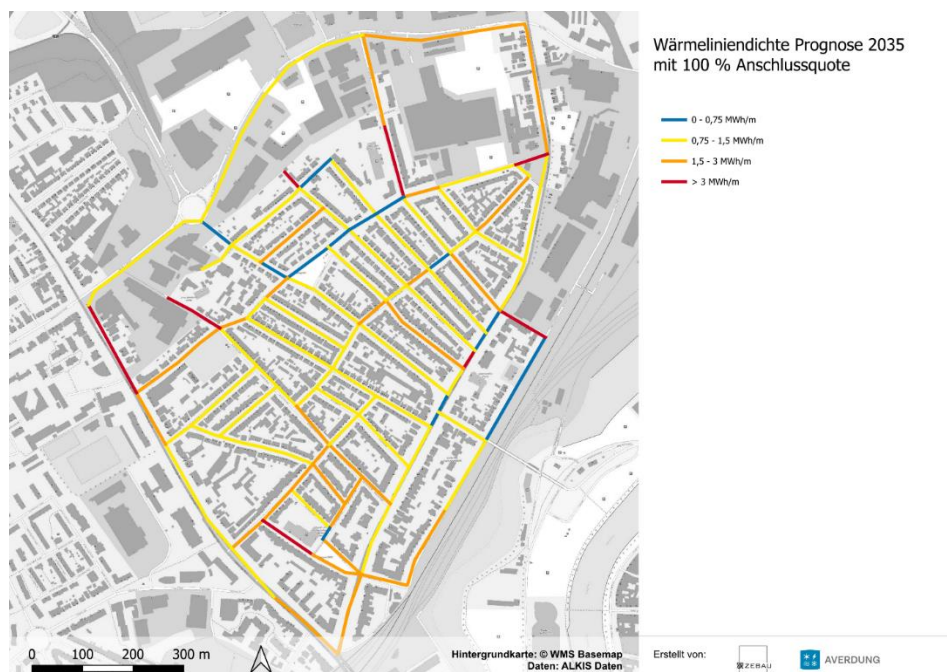 Wärmeliniendichte Prognose 2035
mit 100 % Anschlussquote
0 - 0,75 MWh/m
0,75 - 1,5 MWh/m
1,5 - 3 MWh/m
> 3 MWh/m
0 100 200 300 m
Hintergrundkarte: © WMS Basemap
Daten: ALKIS Daten
Erstellt von:
ZEBAU
AVERDUNG